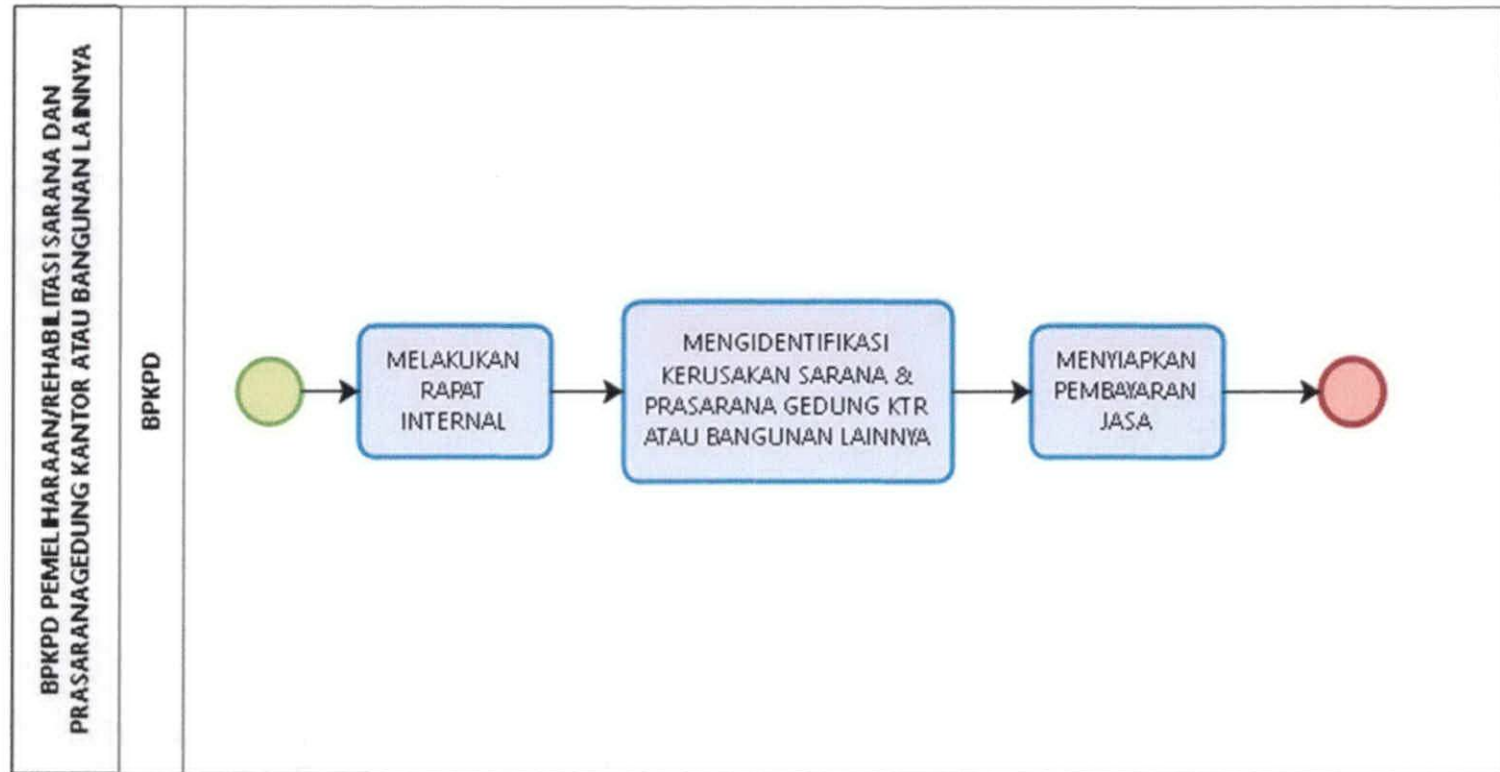 BPKPD PEMELIHARAAN/REHABILITASI SARANA DAN
PRASARANAGEDUNG KANTOR ATAU BANGUNAN LAINNYA
BPKPD
MELAKUKAN
RAPAT
INTERNAL
MENGIDENTIFIKASI
KERUSAKAN SARANA &
PRASARANA GEDUNG KTR
ATAU BANGUNAN LAINNYA
MENYIAPKAN
PEMBAYARAN
JASA